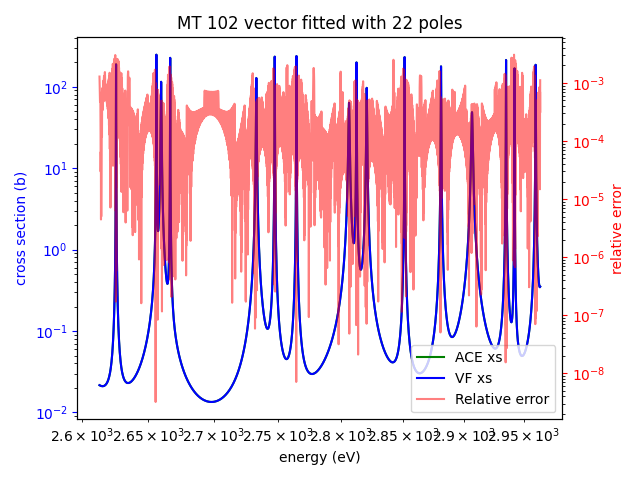 MT 102 vector fitted with 22 poles
cross section (b)
10²
10¹
10⁰
10⁻¹
10⁻²
10⁻³
10⁻⁴
10⁻⁵
10⁻⁶
10⁻⁷
10⁻⁸
relative error
ACE xs
VF xs
Relative error
2.6 × 10³ 2.65 × 10³ 2.7 × 10³ 2.75 × 10³ 2.8 × 10³ 2.85 × 10³ 2.9 × 10³ 2.95 × 10³
energy (eV)